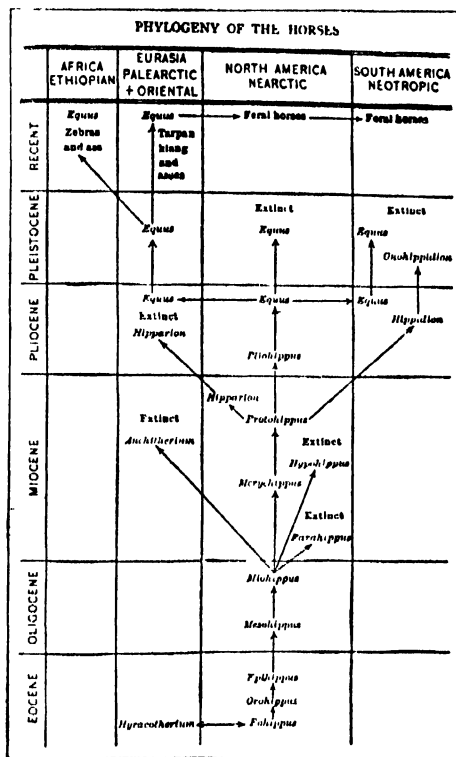 PHYLOGENY OF THE HORSES
AFRICA
ETHIOPIAN
EURASIA
PALEARCTIC
+ ORIENTAL
NORTH AMERICA
NEARCTIC
SOUTH AMERICA
NEOTROPIC
RECENT
Equus
Zebras
and ass
Equus
Tarpan
kiang
and
asses
Feral horses
Feral horses
PLEISTOCENE
Equus
Extinct
Equus
Extinct
Equus
Onohippidion
PLIOCENE
Equus
Extinct
Hipparion
Equus
Pliohippus
Equus
Hippidion
MIOCENE
Extinct
Anchitherium
Hipparion
Protohippus
Merychippus
Extinct
Hypohippus
Extinct
Parahippus
OLIGOCENE
Miohippus
Mesohippus
EOCENE
Epihippus
Orohippus
Hyracotherium
Eohippus